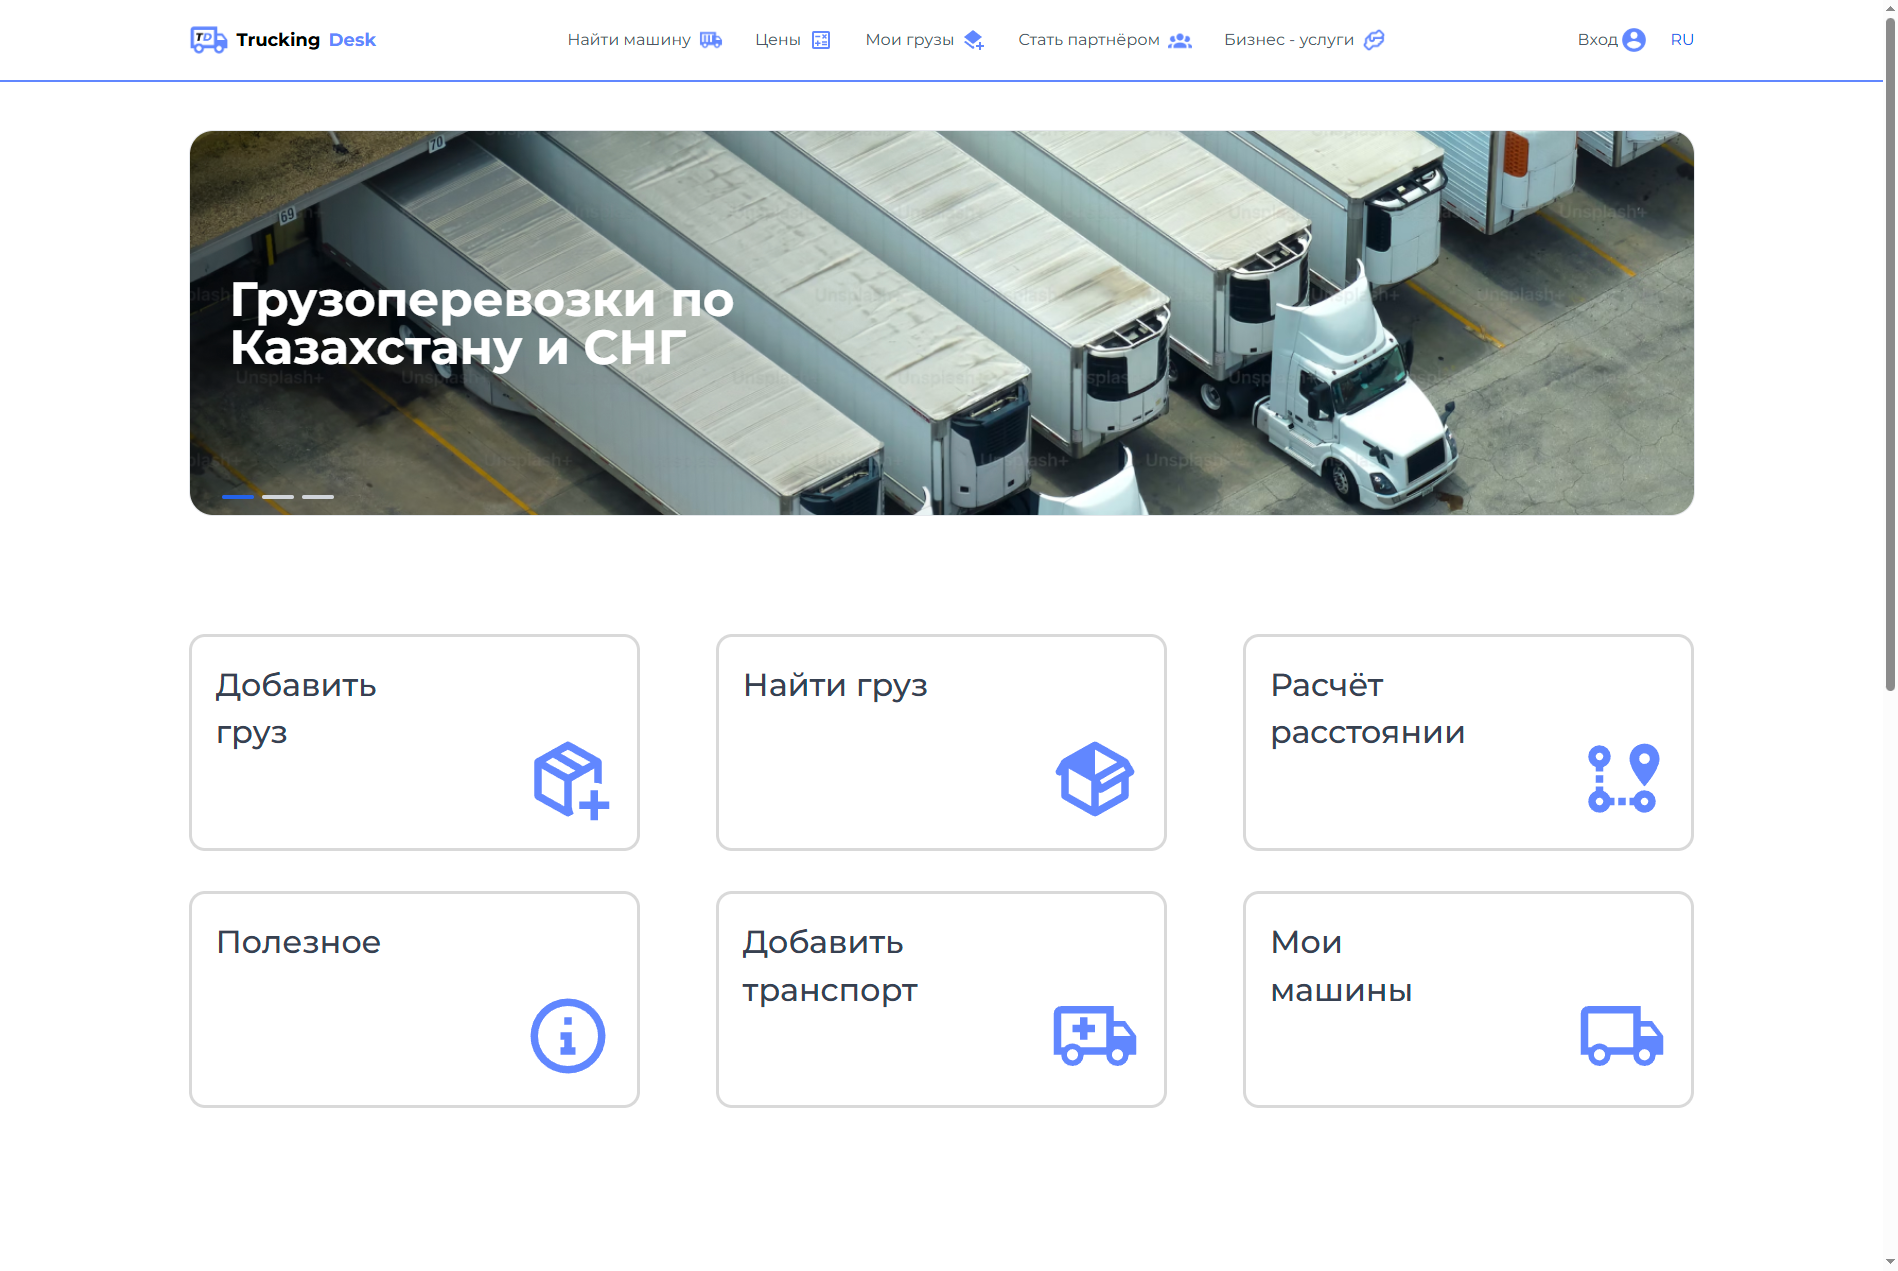 TD Trucking Desk
Найти машину
Цены
Мои грузы
Стать партнёром
Бизнес - услуги
Вход
RU
70
69
Грузоперевозки по
Казахстану и СНГ
Unsplash+
Добавить
груз
Найти груз
Расчёт
расстоянии
Полезное
Добавить
транспорт
Мои
машины